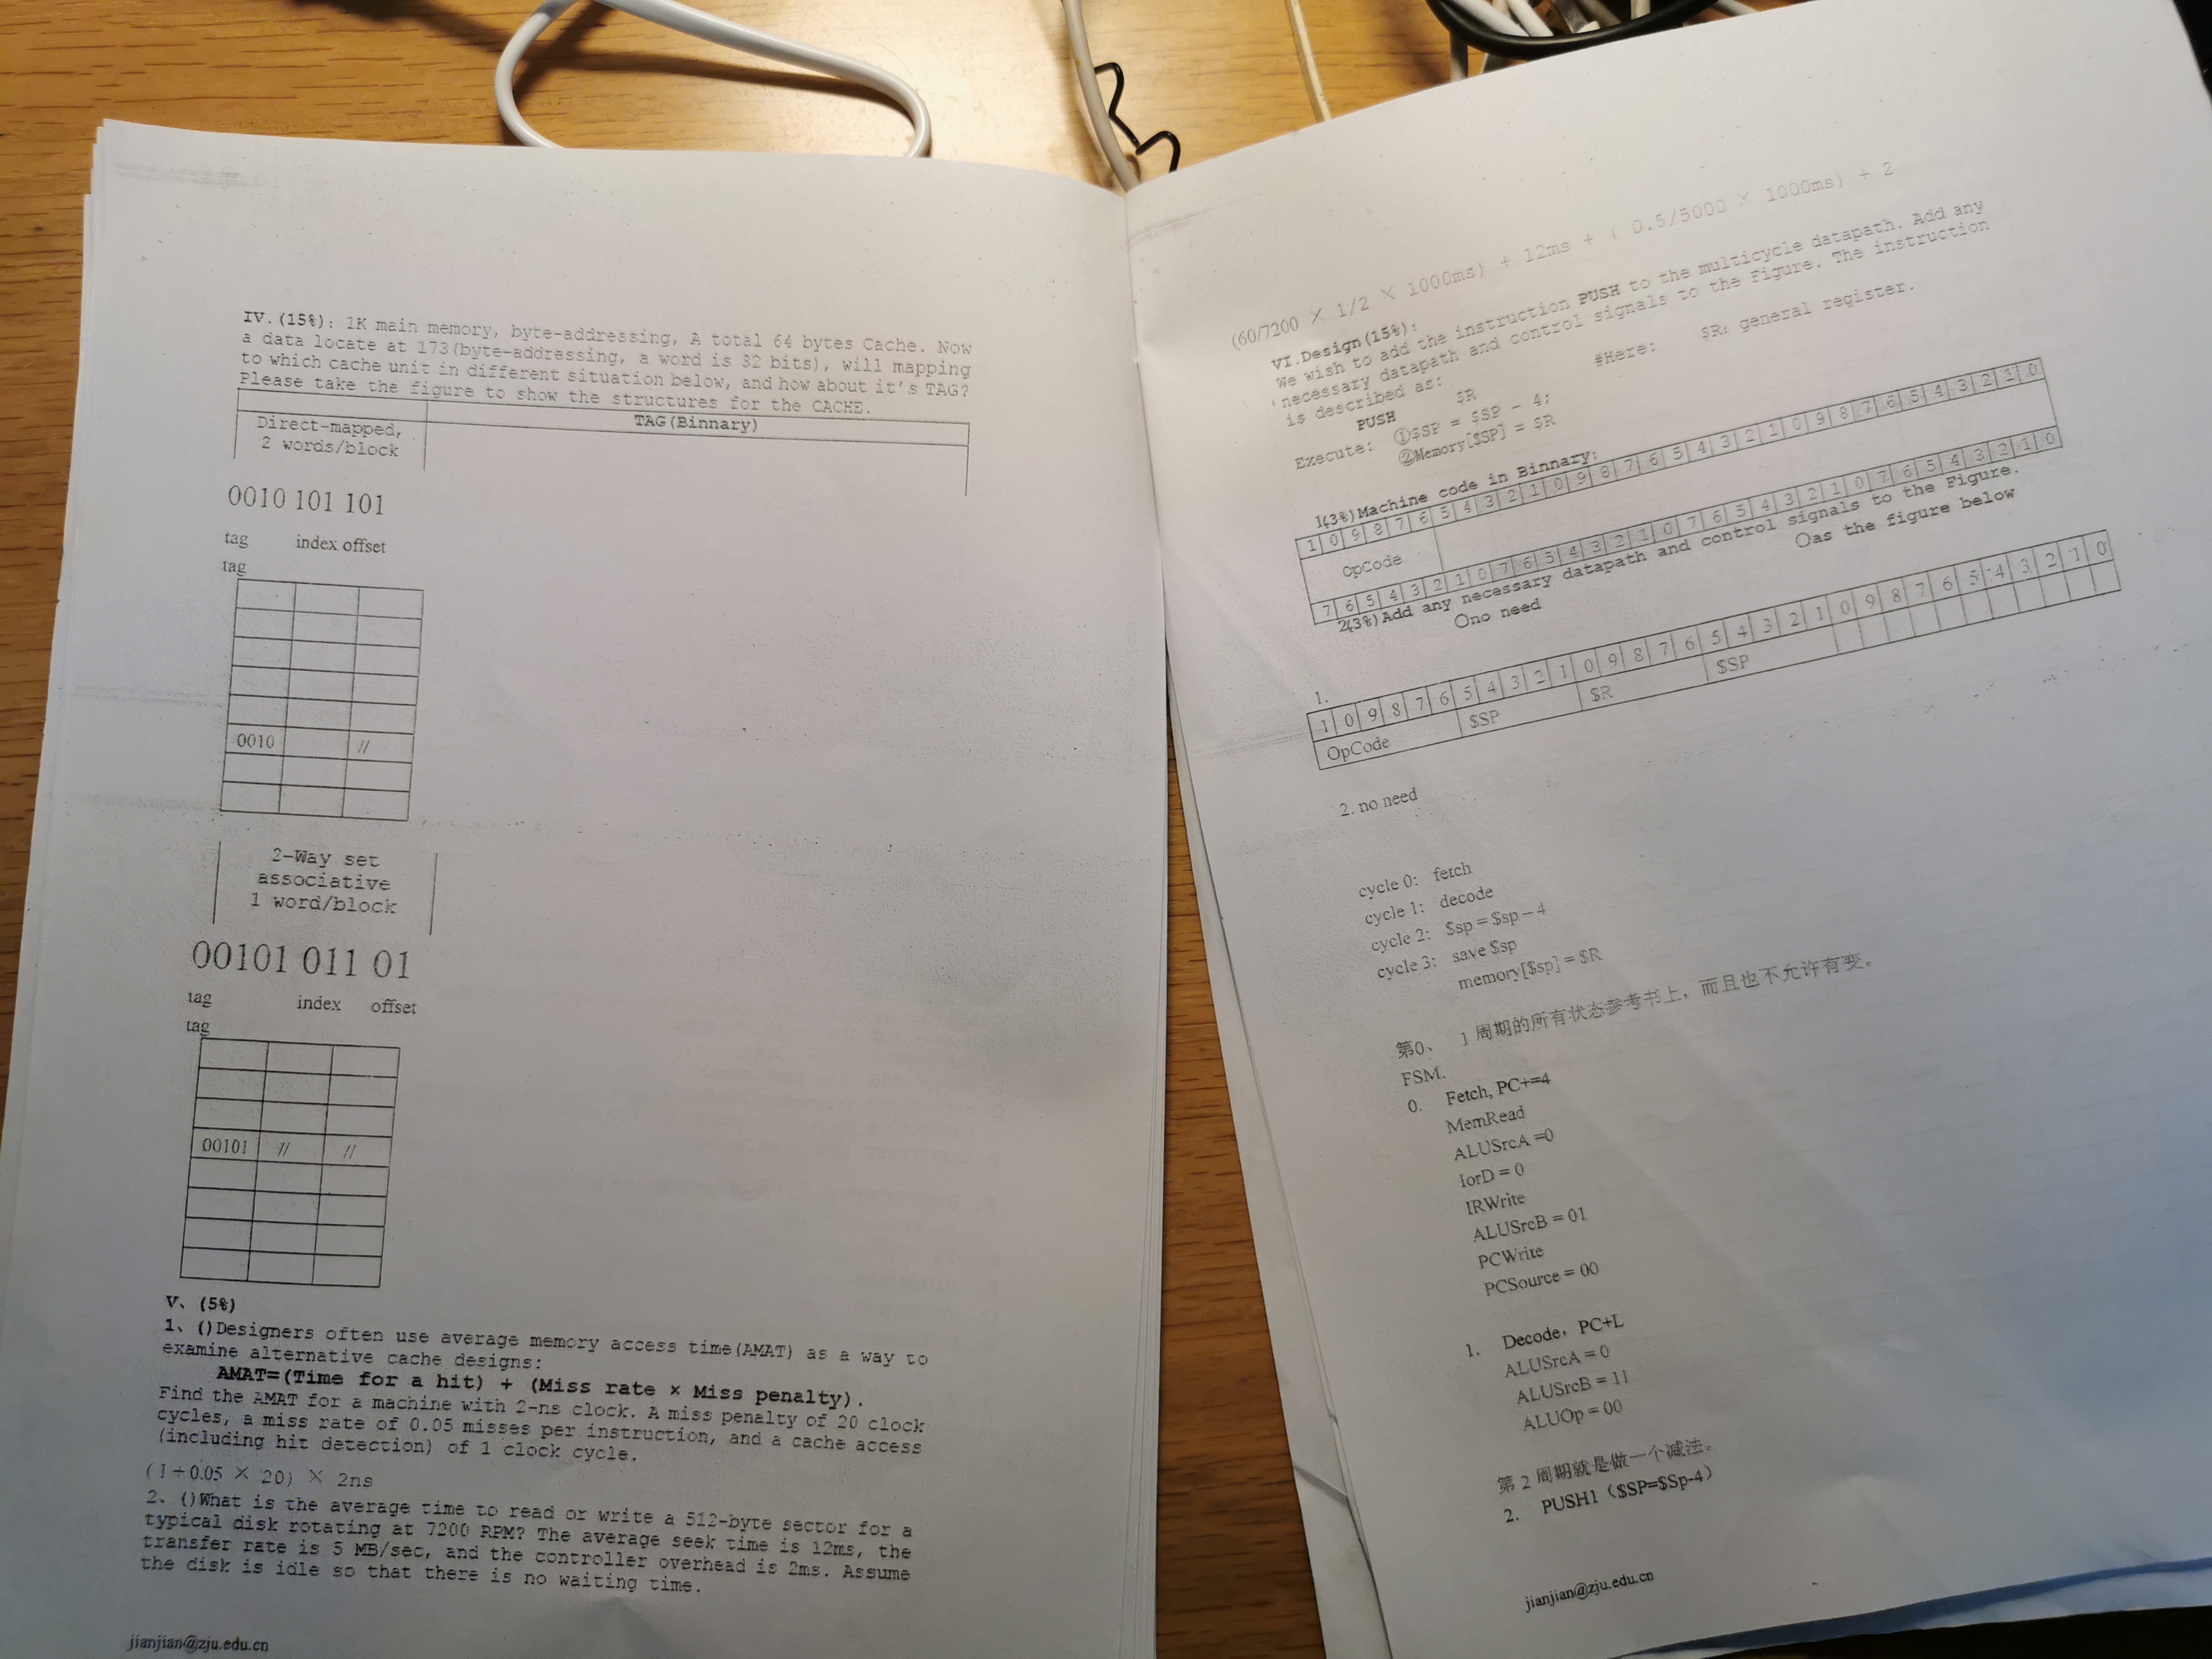 IV.(15%): 1K main memory, byte-addressing, A total 64 bytes Cache. Now
a data locate at 173(byte-addressing, a word is 32 bits), will mapping
to which cache unit in different situation below, and how about it's TAG?
Please take the figure to show the structures for the CACHE.
TAG(Binnary)
Direct-mapped,
2 words/block
0010 101 101
tag index offset
tag
0010 //
2-Way set
associative
1 word/block
00101 011 01
tag index offset
tag
00101 // //
V、(5%)
1、()Designers often use average memory access time(AMAT) as a way to
examine alternative cache designs:
AMAT=(Time for a hit) + (Miss rate × Miss penalty).
Find the AMAT for a machine with 2-ns clock. A miss penalty of 20 clock
cycles, a miss rate of 0.05 misses per instruction, and a cache access
(including hit detection) of 1 clock cycle.
(1+0.05 × 20) × 2ns
2、()What is the average time to read or write a 512-byte sector for a
typical disk rotating at 7200 RPM? The average seek time is 12ms, the
transfer rate is 5 MB/sec, and the controller overhead is 2ms. Assume
the disk is idle so that there is no waiting time.
jianjian@zju.edu.cn
(60/7200 × 1/2 × 1000ms) + 12ms + ( 0.5/5000 × 1000ms) + 2
VI.Design(15%):
We wish to add the instruction PUSH to the multicycle datapath. Add any
necessary datapath and control signals to the Figure. The instruction
is described as:
PUSH $R #Here: $R: general register.
Execute: ①$SP = $SP - 4;
②Memory[$SP] = $R
1(3%)Machine code in Binnary:
1 0 9 8 7 6 5 4 3 2 1 0 9 8 7 6 5 4 3 2 1 0 9 8 7 6 5 4 3 2 1 0
OpCode
7 6 5 4 3 2 1 0 7 6 5 4 3 2 1 0 7 6 5 4 3 2 1 0 7 6 5 4 3 2 1 0
2(3%)Add any necessary datapath and control signals to the Figure.
○no need ○as the figure below
1.
1 0 9 8 7 6 5 4 3 2 1 0 9 8 7 6 5 4 3 2 1 0 9 8 7 6 5 4 3 2 1 0
OpCode $SP $R $SP
2. no need
cycle 0: fetch
cycle 1: decode
cycle 2: $sp = $sp – 4
cycle 3: save $sp
memory[$sp] = $R
第0、 1 周期的所有状态参考书上，而且也不允许有变。
FSM.
0. Fetch, PC+=4
MemRead
ALUSrcA =0
IorD = 0
IRWrite
ALUSrcB = 01
PCWrite
PCSource = 00
1. Decode，PC+L
ALUSrcA = 0
ALUSrcB = 11
ALUOp = 00
第 2 周期就是做一个减法。
2. PUSH1（$SP=$Sp-4）
jianjian@zju.edu.cn